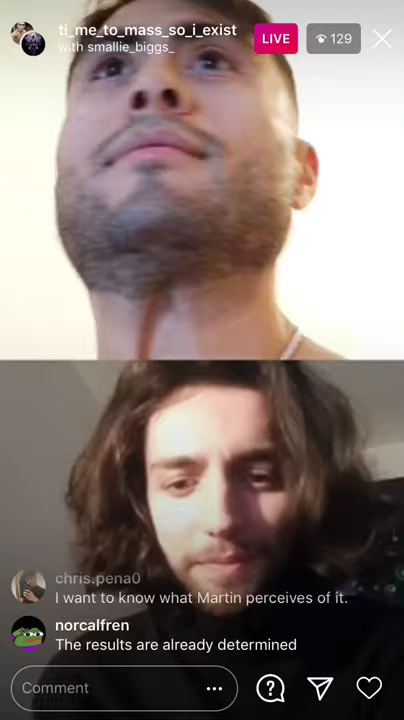 ti_me_to_mass_so_i_exist
with smallie_biggs_
LIVE
129
chris.pena0
I want to know what Martin perceives of it.
norcalfren
The results are already determined
Comment